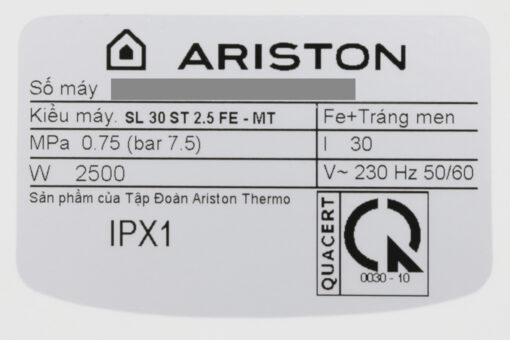 ARISTON
Số máy
Kiểu máy. SL 30 ST 2.5 FE - MT Fe+Tráng men
MPa 0.75 (bar 7.5) l 30
W 2500 V~ 230 Hz 50/60
Sản phẩm của Tập Đoàn Ariston Thermo
IPX1
QUACERT
0030 - 10